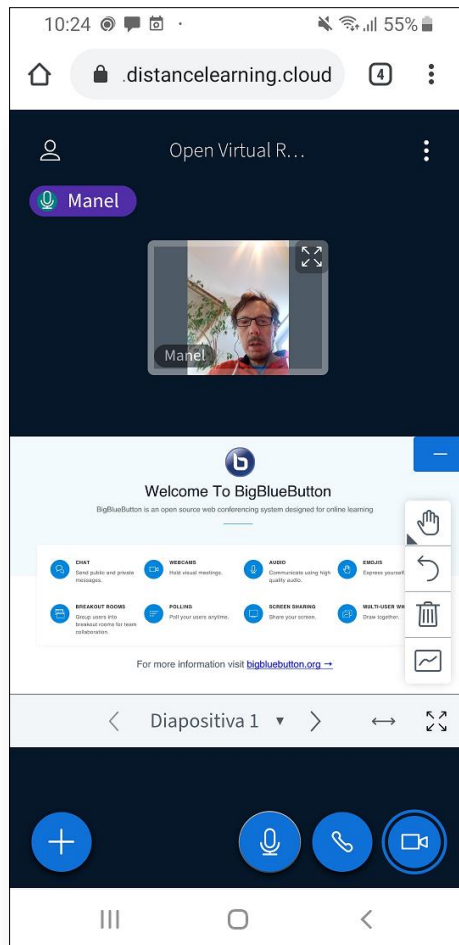 10:24
55%
.distancelearning.cloud
4
Open Virtual R...
Manel
Manel
b
Welcome To BigBlueButton
BigBlueButton is an open source web conferencing system designed for online learning
CHAT
Send public and private
messages.
WEBCAMS
Hold visual meetings.
AUDIO
Communicate using high
quality audio.
EMOJIS
Express yourself.
BREAKOUT ROOMS
Group users into
breakout rooms for team
collaboration.
POLLING
Poll your users anytime.
SCREEN SHARING
Share your screen.
MULTI-USER WH
Draw together.
For more information visit bigbluebutton.org →
Diapositiva 1